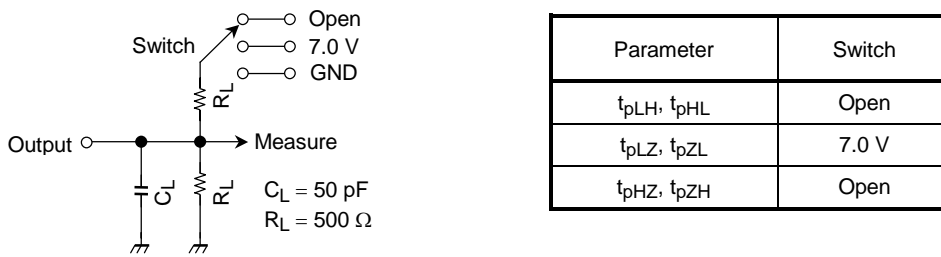 Open
Switch
7.0 V
GND
RL
Output
Measure
CL
RL
CL = 50 pF
RL = 500 Ω
Parameter Switch
tpLH, tpHL Open
tpLZ, tpZL 7.0 V
tpHZ, tpZH Open